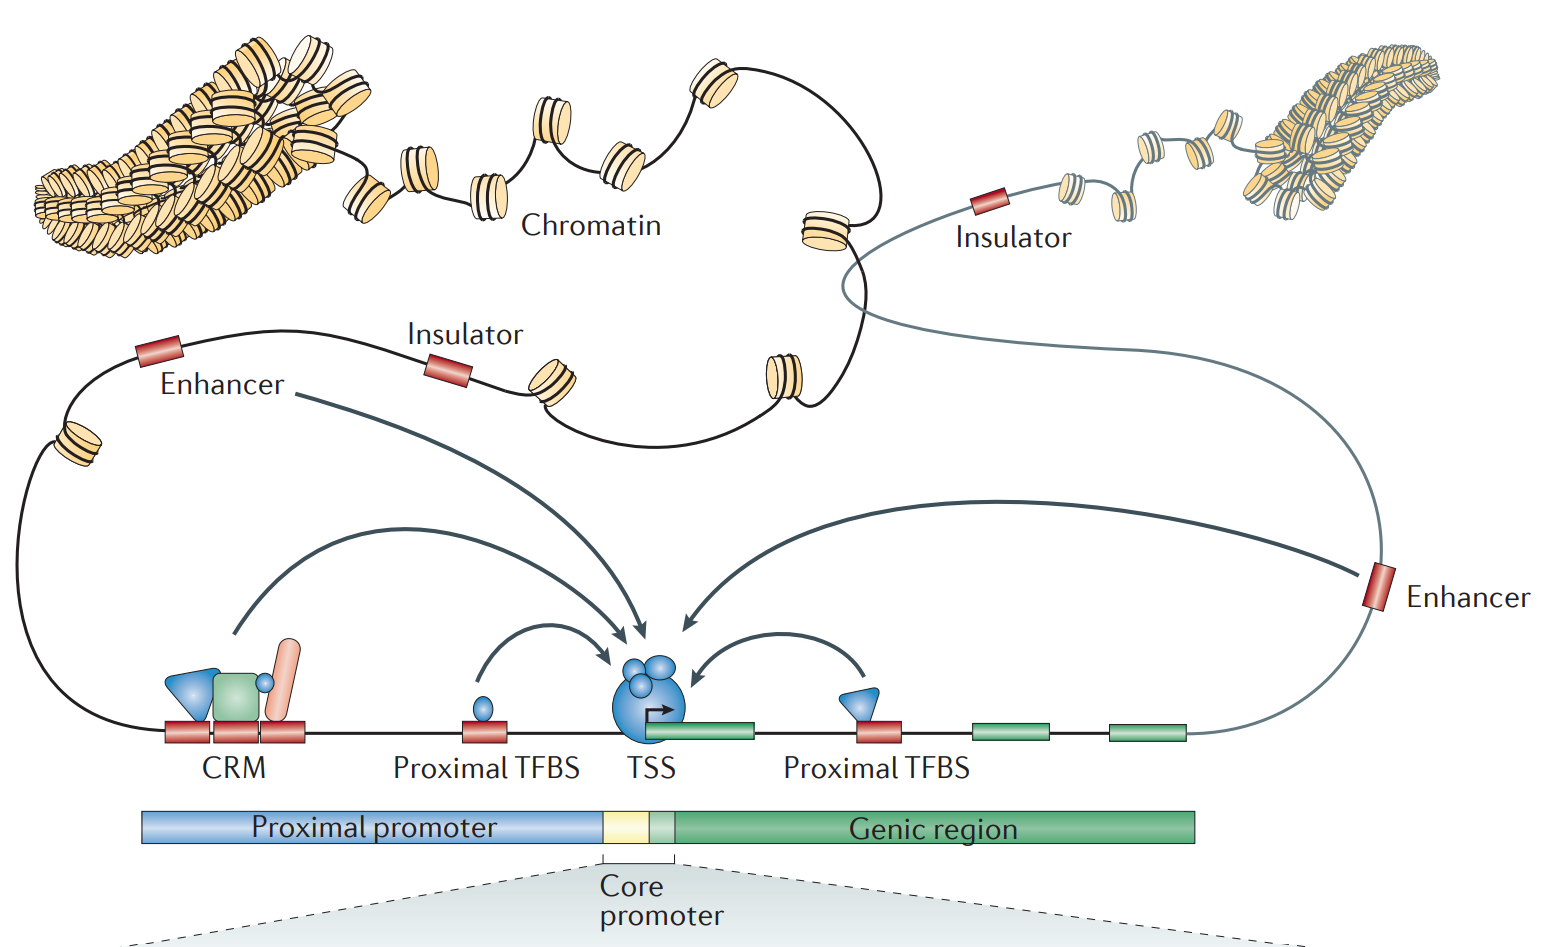 Chromatin
Insulator
Insulator
Enhancer
Enhancer
CRM
Proximal TFBS
TSS
Proximal TFBS
Proximal promoter
Genic region
Core
promoter